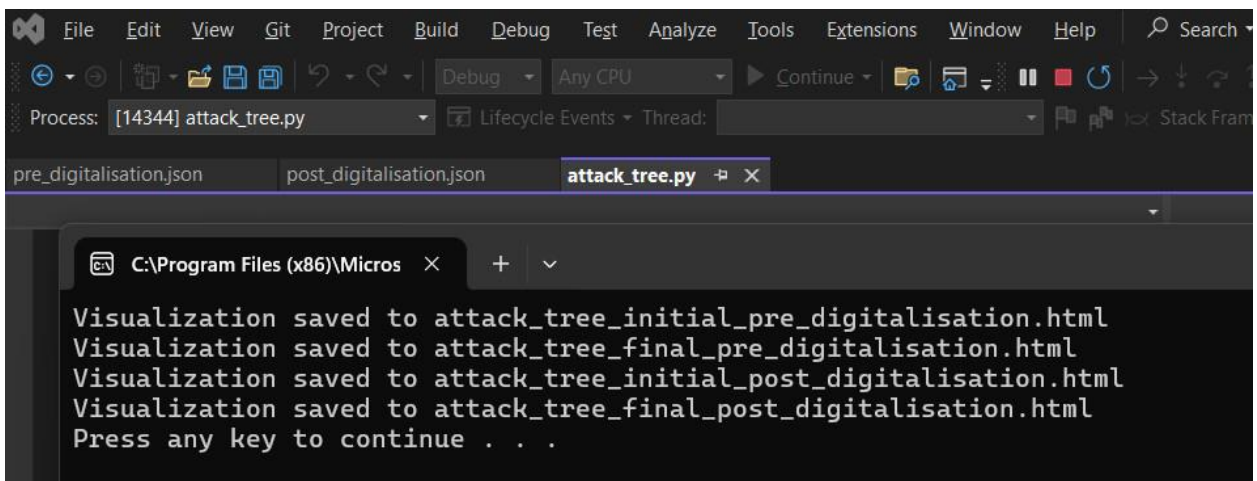 File Edit View Git Project Build Debug Test Analyze Tools Extensions Window Help Search
Debug Any CPU Continue
Process: [14344] attack_tree.py Lifecycle Events Thread: Stack Fram
pre_digitalisation.json post_digitalisation.json attack_tree.py
C:\Program Files (x86)\Micros
Visualization saved to attack_tree_initial_pre_digitalisation.html
Visualization saved to attack_tree_final_pre_digitalisation.html
Visualization saved to attack_tree_initial_post_digitalisation.html
Visualization saved to attack_tree_final_post_digitalisation.html
Press any key to continue . . .